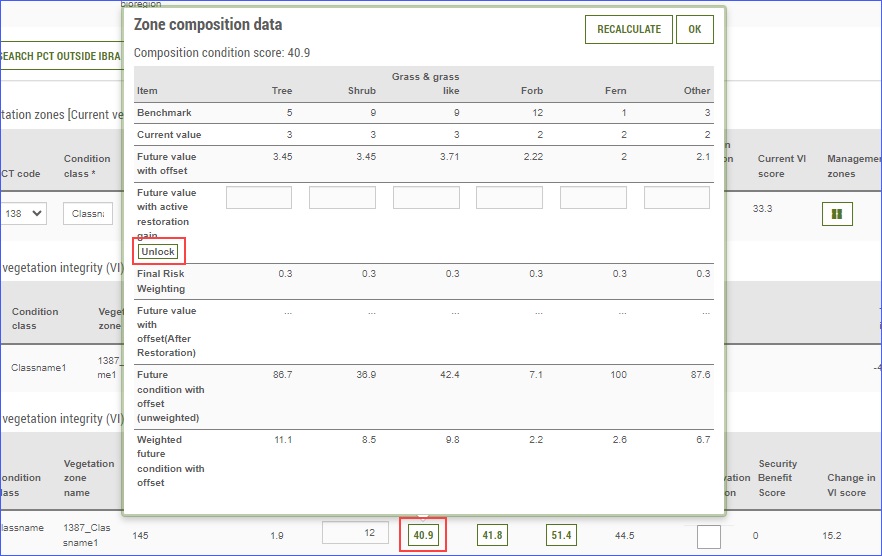 bioregion
Zone composition data
RECALCULATE OK
Composition condition score: 40.9
SEARCH PCT OUTSIDE IBRA
Item Tree Shrub Grass & grass like Forb Fern Other
Benchmark 5 9 9 12 1 3
Current value 3 3 3 2 2 2
Future value with offset 3.45 3.45 3.71 2.22 2 2.1
Future value with active restoration gain
Unlock
Final Risk Weighting 0.3 0.3 0.3 0.3 0.3 0.3
Future value with offset(After Restoration) ... ... ... ... ... ...
Future condition with offset (unweighted) 86.7 36.9 42.4 7.1 100 87.6
Weighted future condition with offset 11.1 8.5 9.8 2.2 2.6 6.7
tation zones [Current ve
CT code Condition class * Current VI score Managemen zones
138 Classn 33.3
vegetation integrity (VI)
Condition class Veget zone
Classname1 1387_ me1 -4
vegetation integrity (VI)
ondition lass Vegetation zone name vation on Security Benefit Score Change in VI score
lassname 1387_Clas sname1 145 1.9 12 40.9 41.8 51.4 44.5 0 15.2